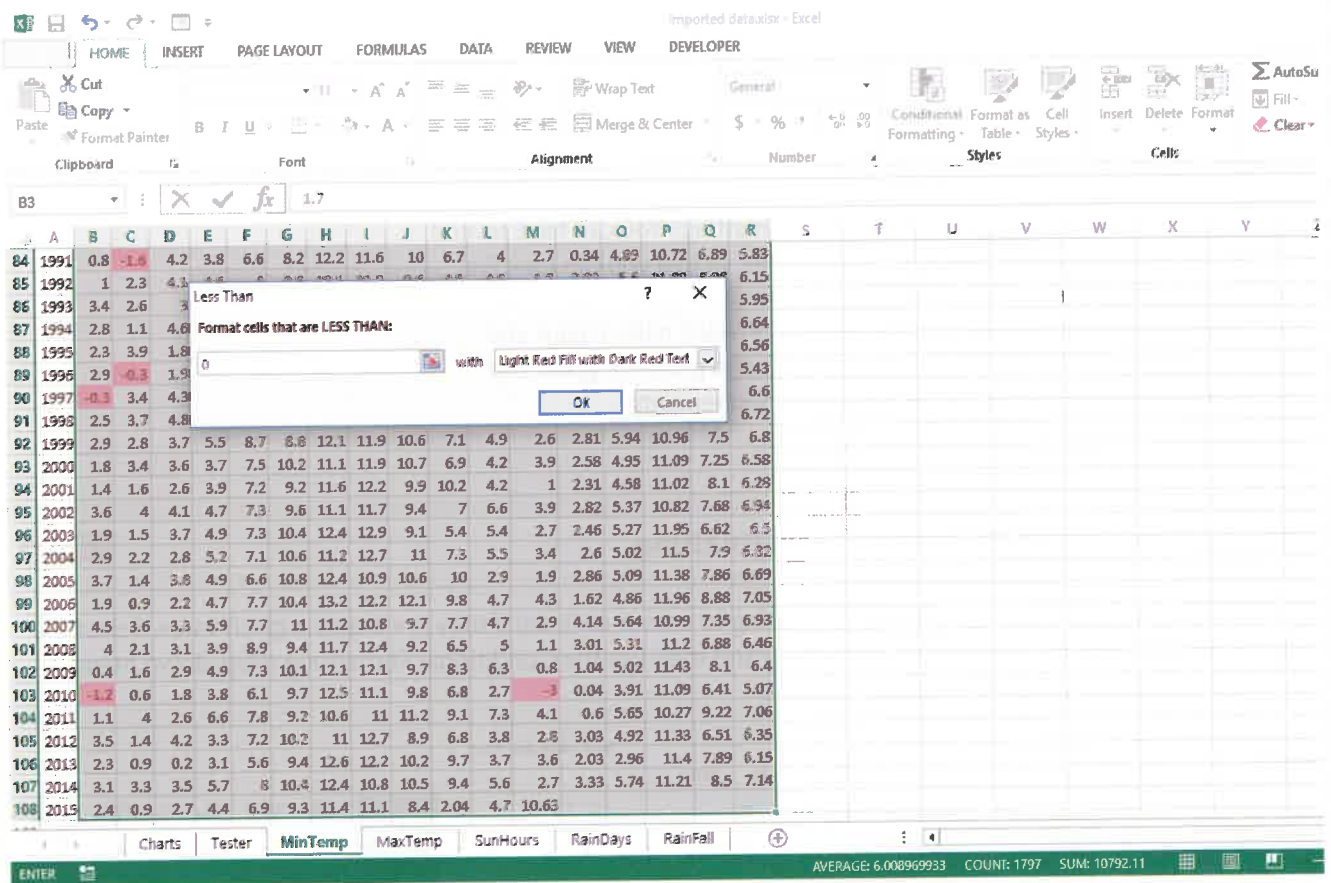 Imported data.xlsx - Excel
HOME INSERT PAGE LAYOUT FORMULAS DATA REVIEW VIEW DEVELOPER
Cut
Copy
Format Painter
Paste
11 A A Wrap Text General
B I U A Merge & Center $ % ,
Conditional Formatting Format as Table Cell Styles Insert Delete Format
AutoSu
Fill
Clear
Clipboard Font Alignment Number Styles Cells
B3 fx 1.7
A B C D E F G H I J K L M N O P Q R S T U V W X Y Z
84 1991 0.8 -1.6 4.2 3.8 6.6 8.2 12.2 11.6 10 6.7 4 2.7 0.34 4.89 10.72 6.89 5.83
85 1992 1 2.3 6.15
86 1993 3.4 2.6 3 5.95
87 1994 2.8 1.1 4.6 6.64
88 1995 2.3 3.9 1.8 6.56
89 1996 2.9 -0.3 1.9 5.43
90 1997 -0.3 3.4 4.3 6.6
91 1998 2.5 3.7 4.8 6.72
Less Than ? X
Format cells that are LESS THAN:
0 with Light Red Fill with Dark Red Text
OK Cancel
92 1999 2.9 2.8 3.7 5.5 8.7 8.8 12.1 11.9 10.6 7.1 4.9 2.6 2.81 5.94 10.96 7.5 6.8
93 2000 1.8 3.4 3.6 3.7 7.5 10.2 11.1 11.9 10.7 6.9 4.2 3.9 2.58 4.95 11.09 7.25 6.58
94 2001 1.4 1.6 2.6 3.9 7.2 9.2 11.6 12.2 9.9 10.2 4.2 1 2.31 4.58 11.02 8.1 6.28
95 2002 3.6 4 4.1 4.7 7.3 9.6 11.1 11.7 9.4 7 6.6 3.9 2.82 5.37 10.82 7.68 6.94
96 2003 1.9 1.5 3.7 4.9 7.3 10.4 12.4 12.9 9.1 5.4 5.4 2.7 2.46 5.27 11.95 6.62 6.5
97 2004 2.9 2.2 2.8 5.2 7.1 10.6 11.2 12.7 11 7.3 5.5 3.4 2.6 5.02 11.5 7.9 6.82
98 2005 3.7 1.4 3.8 4.9 6.6 10.8 12.4 10.9 10.6 10 2.9 1.9 2.86 5.09 11.38 7.86 6.69
99 2006 1.9 0.9 2.2 4.7 7.7 10.4 13.2 12.2 12.1 9.8 4.7 4.3 1.62 4.86 11.96 8.88 7.05
100 2007 4.5 3.6 3.3 5.9 7.7 11 11.2 10.8 9.7 7.7 4.7 2.9 4.14 5.64 10.99 7.35 6.93
101 2008 4 2.1 3.1 3.9 8.9 9.4 11.7 12.4 9.2 6.5 5 1.1 3.01 5.31 11.2 6.88 6.46
102 2009 0.4 1.6 2.9 4.9 7.3 10.1 12.1 12.1 9.7 8.3 6.3 0.8 1.04 5.02 11.43 8.1 6.4
103 2010 -1.2 0.6 1.8 3.8 6.1 9.7 12.5 11.1 9.8 6.8 2.7 -3 0.04 3.91 11.09 6.41 5.07
104 2011 1.1 4 2.6 6.6 7.8 9.2 10.6 11 11.2 9.1 7.3 4.1 0.6 5.65 10.27 9.22 7.06
105 2012 3.5 1.4 4.2 3.3 7.2 10.2 11 12.7 8.9 6.8 3.8 2.8 3.03 4.92 11.33 6.51 6.35
106 2013 2.3 0.9 0.2 3.1 5.6 9.4 12.6 12.2 10.2 9.7 3.7 3.6 2.03 2.96 11.4 7.89 6.15
107 2014 3.1 3.3 3.5 5.7 8 10.4 12.4 10.8 10.5 9.4 5.6 2.7 3.33 5.74 11.21 8.5 7.14
108 2015 2.4 0.9 2.7 4.4 6.9 9.3 11.4 11.1 8.4 2.04 4.7 10.63
Charts Tester MinTemp MaxTemp SunHours RainDays RainFall
ENTER AVERAGE: 6.008969933 COUNT: 1797 SUM: 10792.11